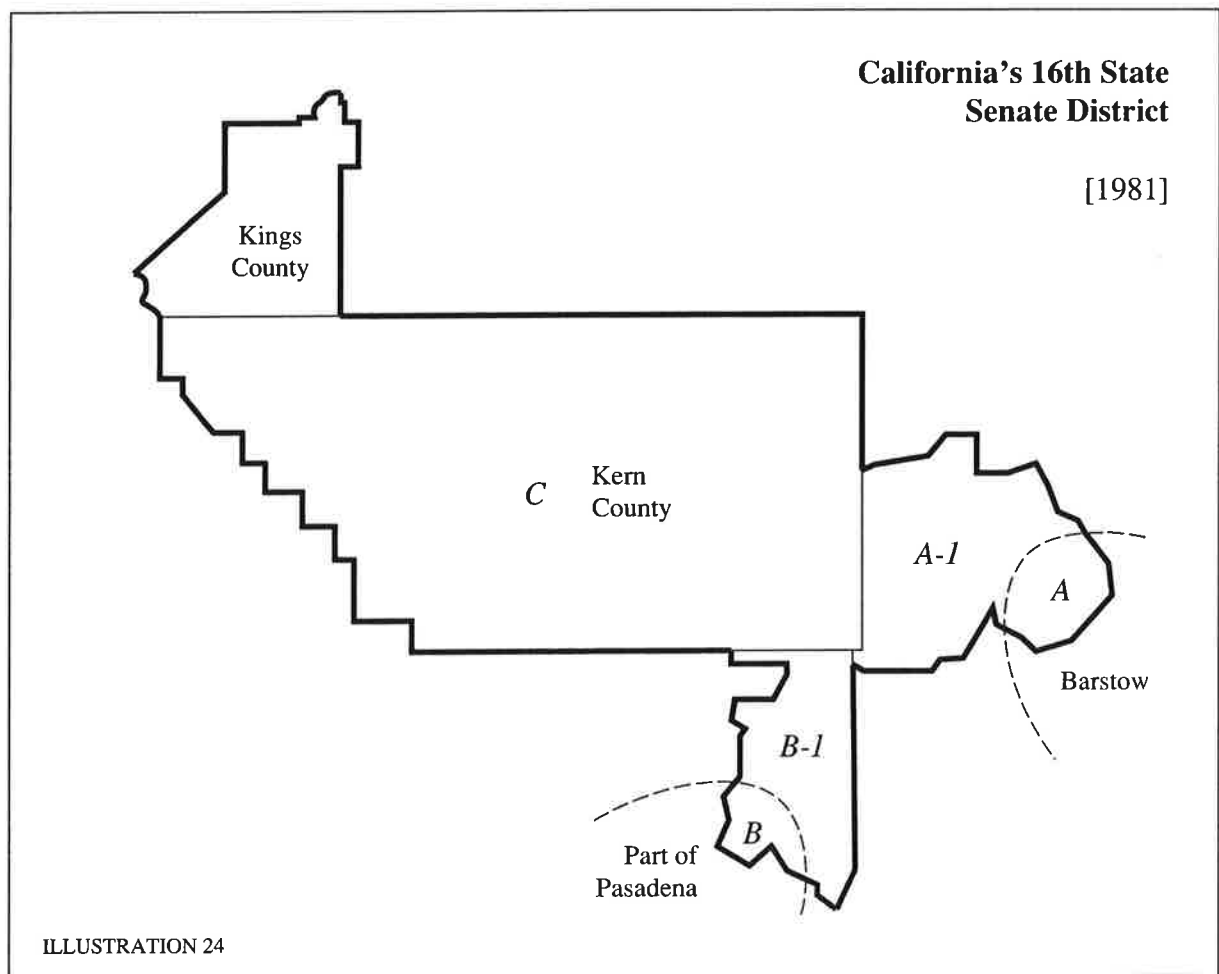 California's 16th State
Senate District
[1981]
Kings
County
C
Kern
County
A-1
A
Barstow
B-1
B
Part of
Pasadena
ILLUSTRATION 24